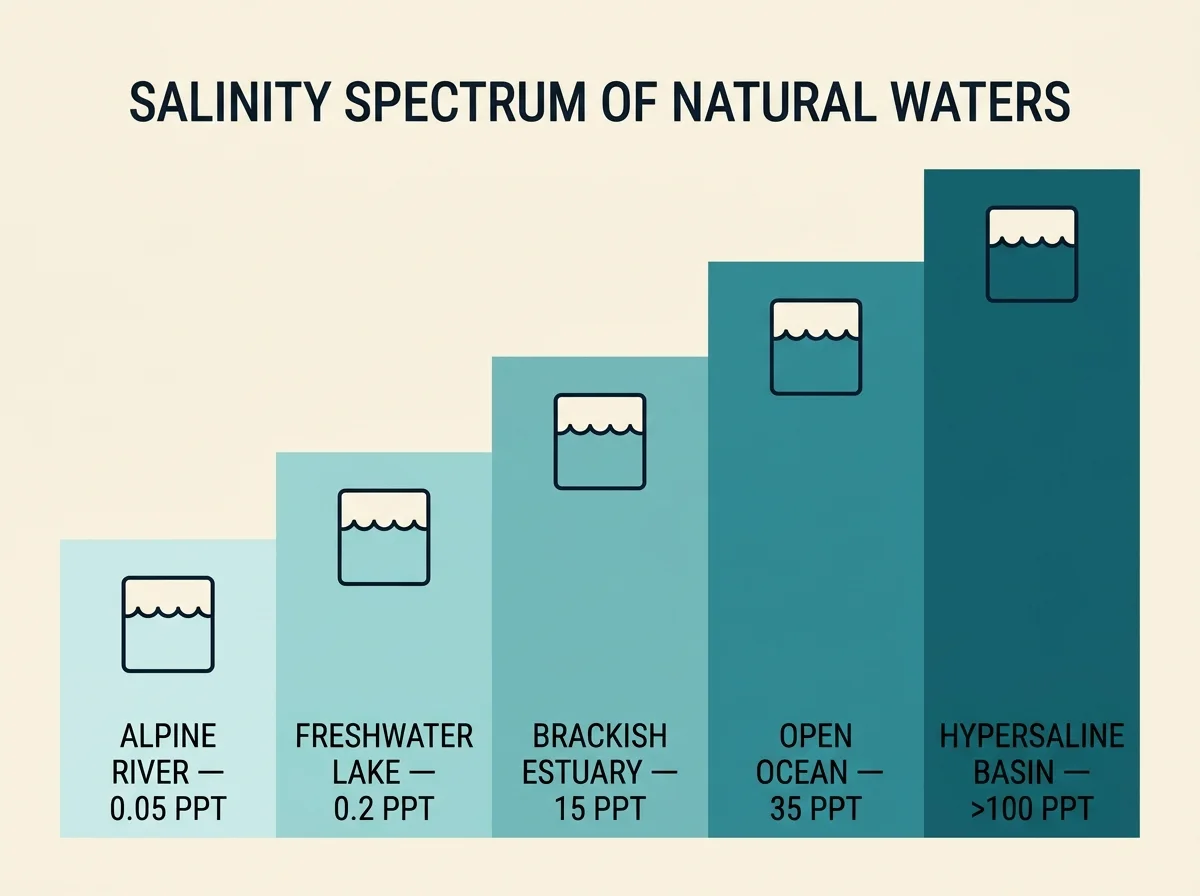 SALINITY SPECTRUM OF NATURAL WATERS
ALPINE
RIVER —
0.05 PPT
FRESHWATER
LAKE —
0.2 PPT
BRACKISH
ESTUARY —
15 PPT
OPEN
OCEAN —
35 PPT
HYPERSALINE
BASIN —
>100 PPT